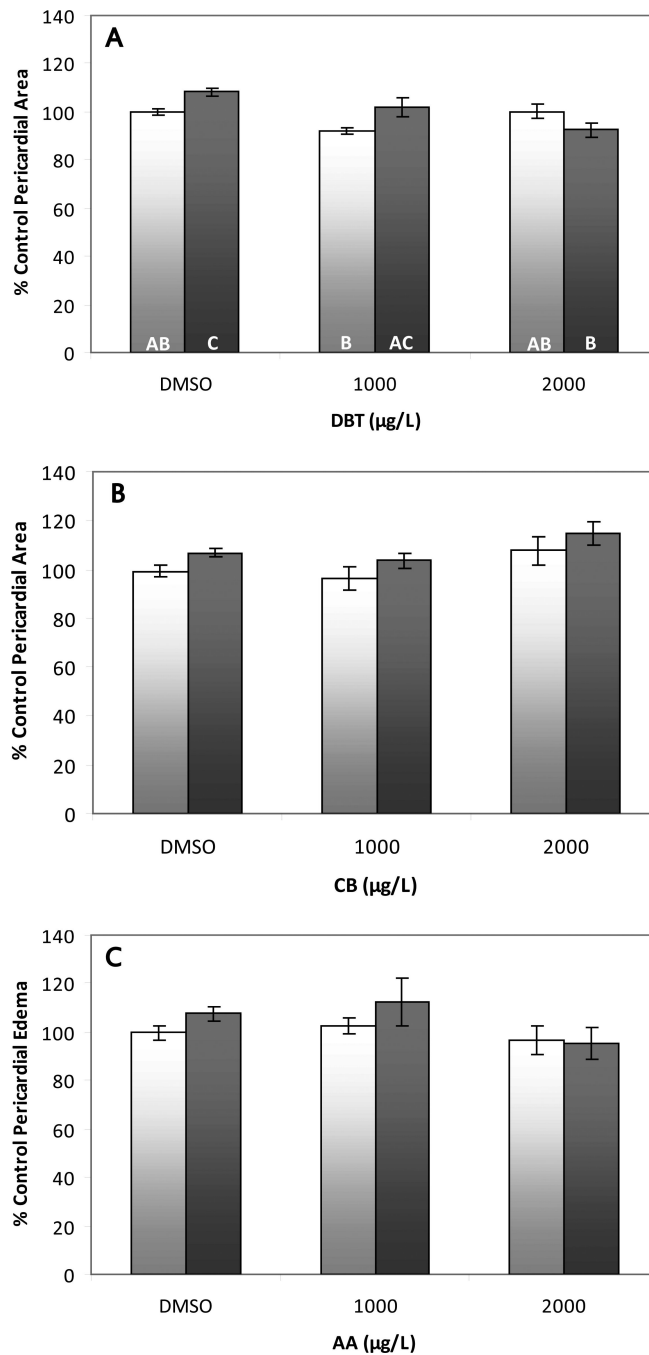 A
% Control Pericardial Area
140
120
100
80
60
40
20
0
AB C B AC AB B
DMSO 1000 2000
DBT (µg/L)
B
% Control Pericardial Area
140
120
100
80
60
40
20
0
DMSO 1000 2000
CB (µg/L)
C
% Control Pericardial Edema
140
120
100
80
60
40
20
0
DMSO 1000 2000
AA (µg/L)